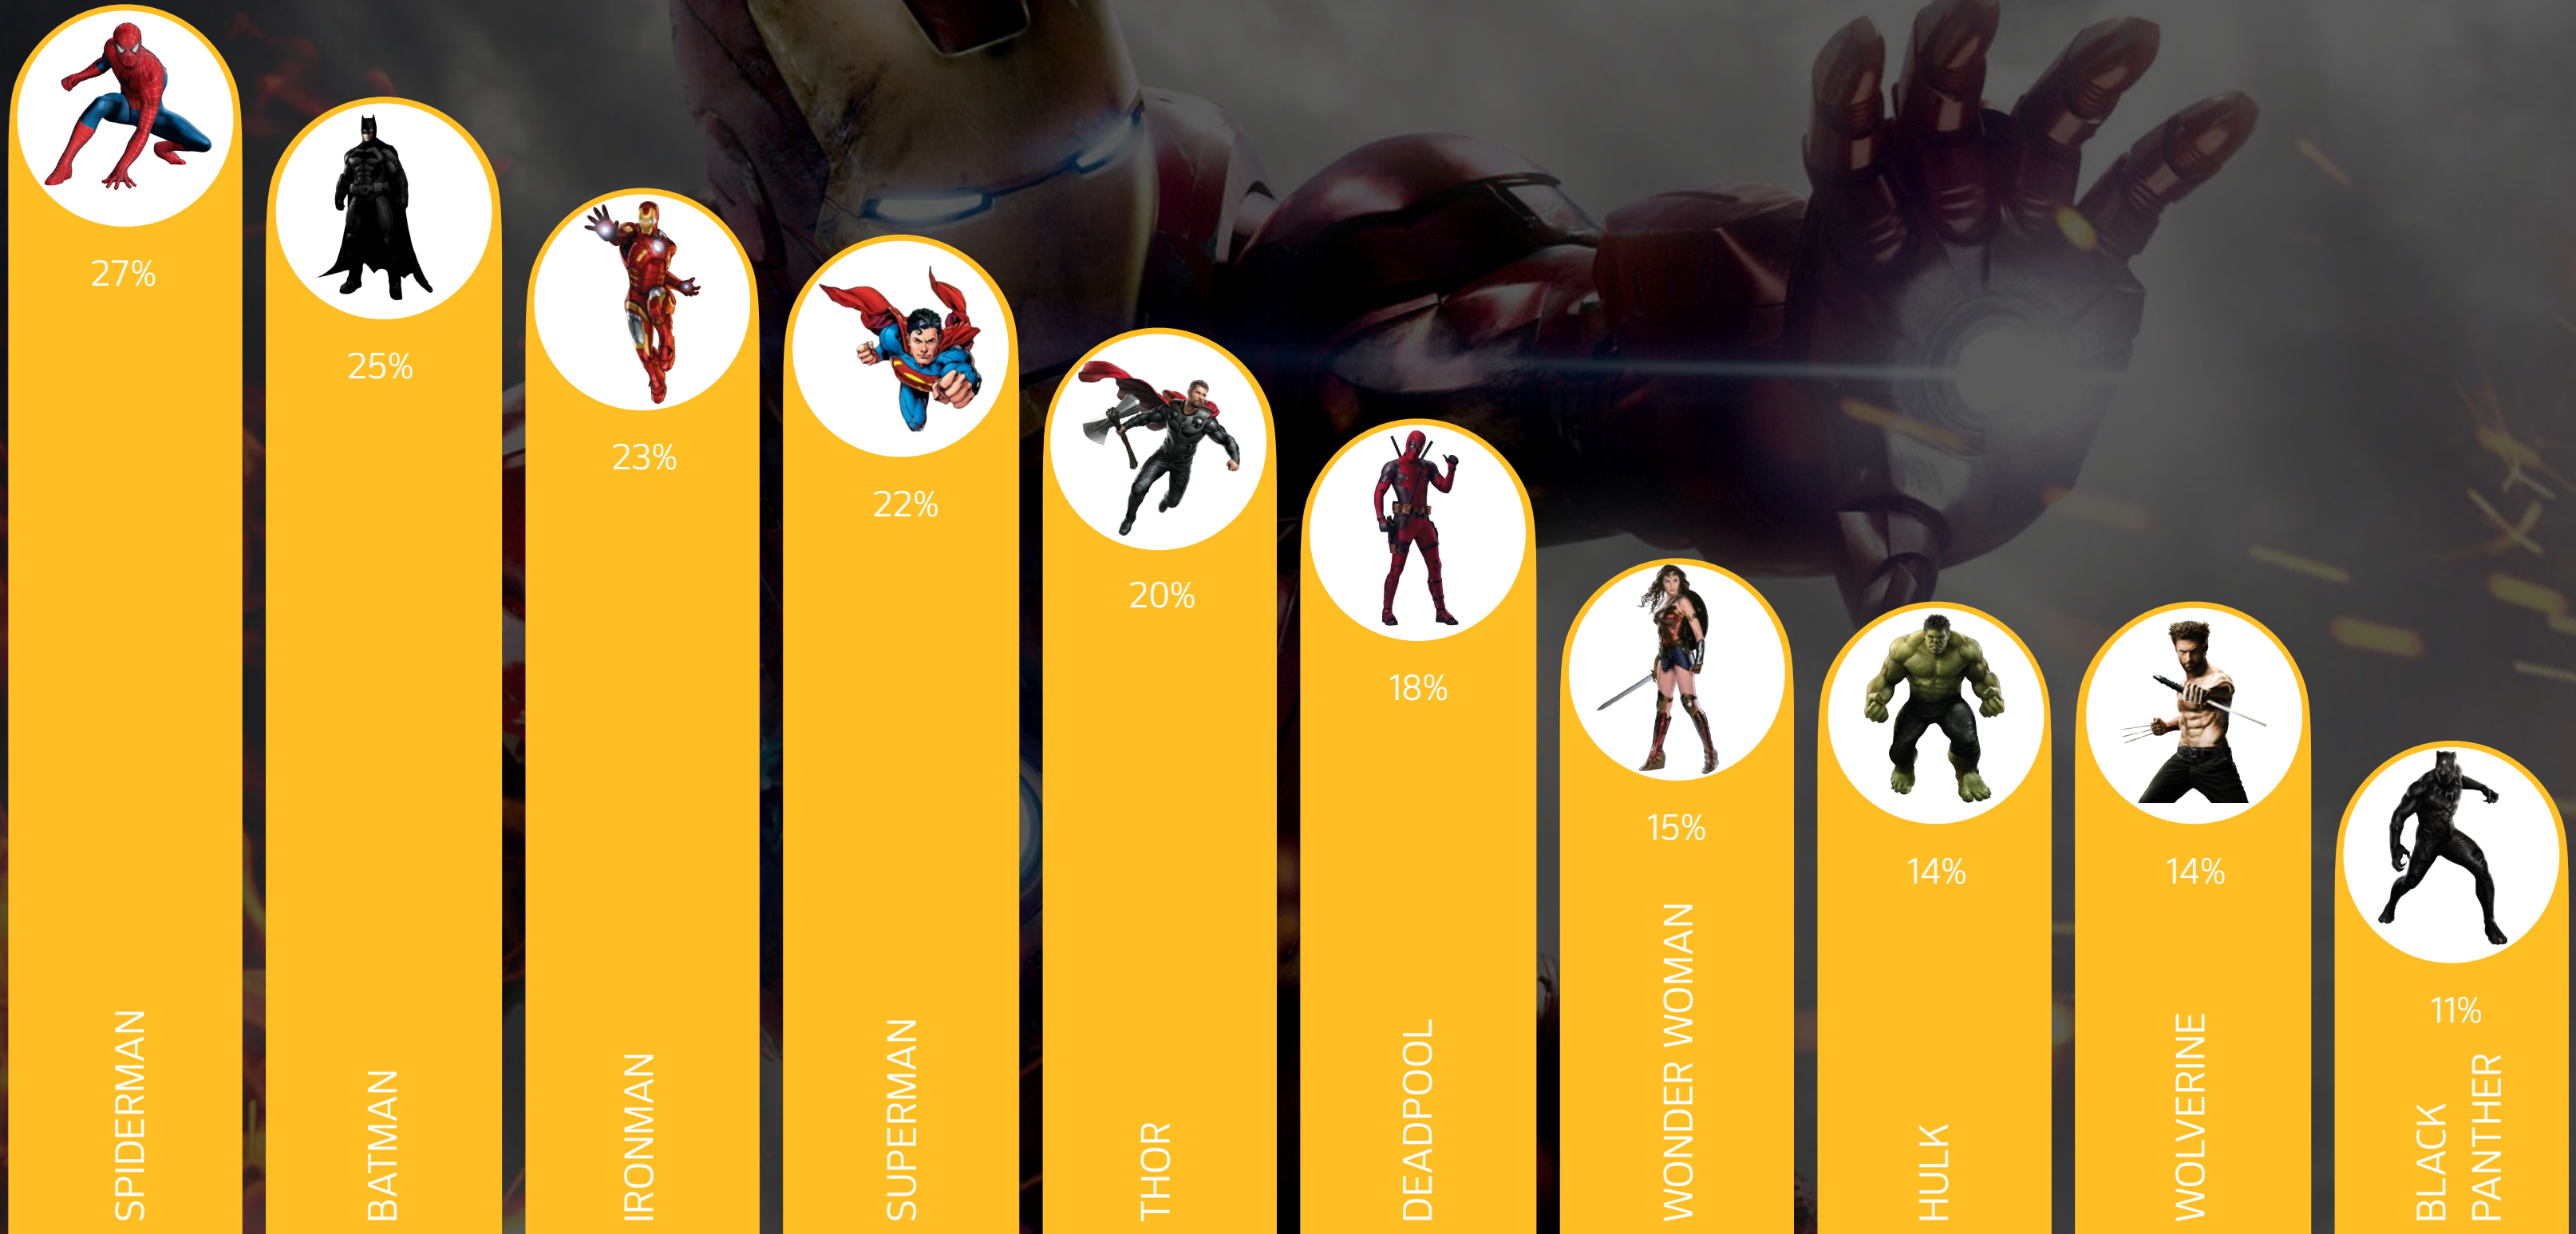 27%
SPIDERMAN
25%
BATMAN
23%
IRONMAN
22%
SUPERMAN
20%
THOR
18%
DEADPOOL
15%
WONDER WOMAN
14%
HULK
14%
WOLVERINE
11%
BLACK
PANTHER